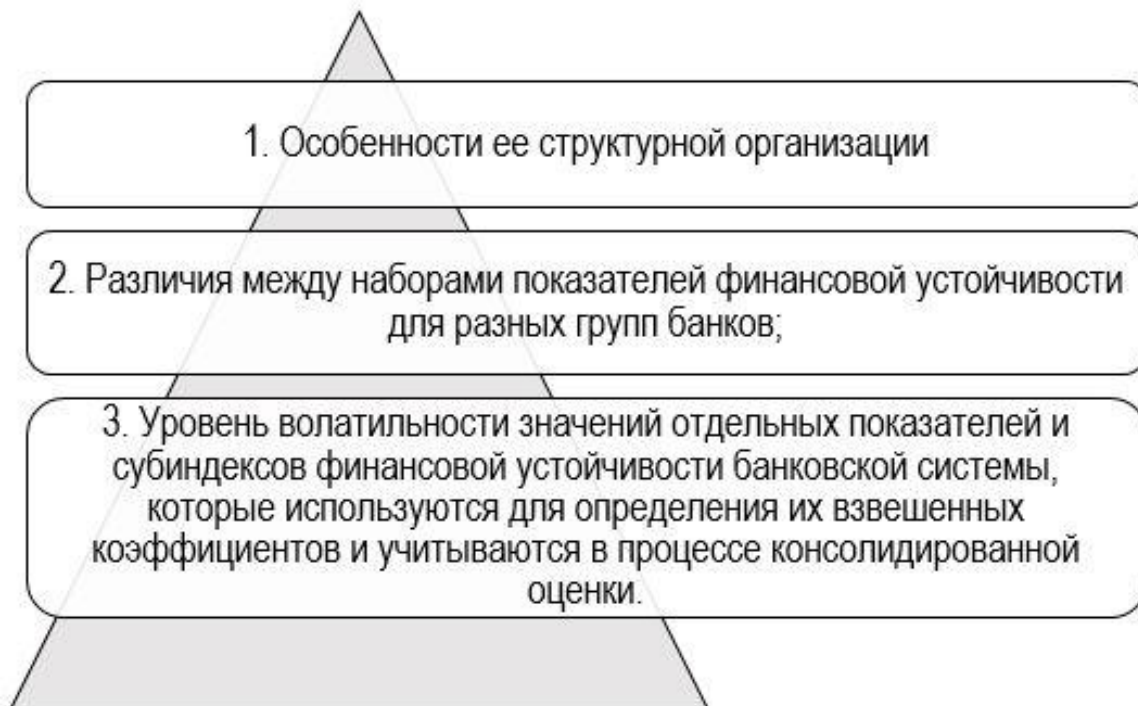 1. Особенности ее структурной организации
2. Различия между наборами показателей финансовой устойчивости
для разных групп банков;
3. Уровень волатильности значений отдельных показателей и
субиндексов финансовой устойчивости банковской системы,
которые используются для определения их взвешенных
коэффициентов и учитываются в процессе консолидированной
оценки.